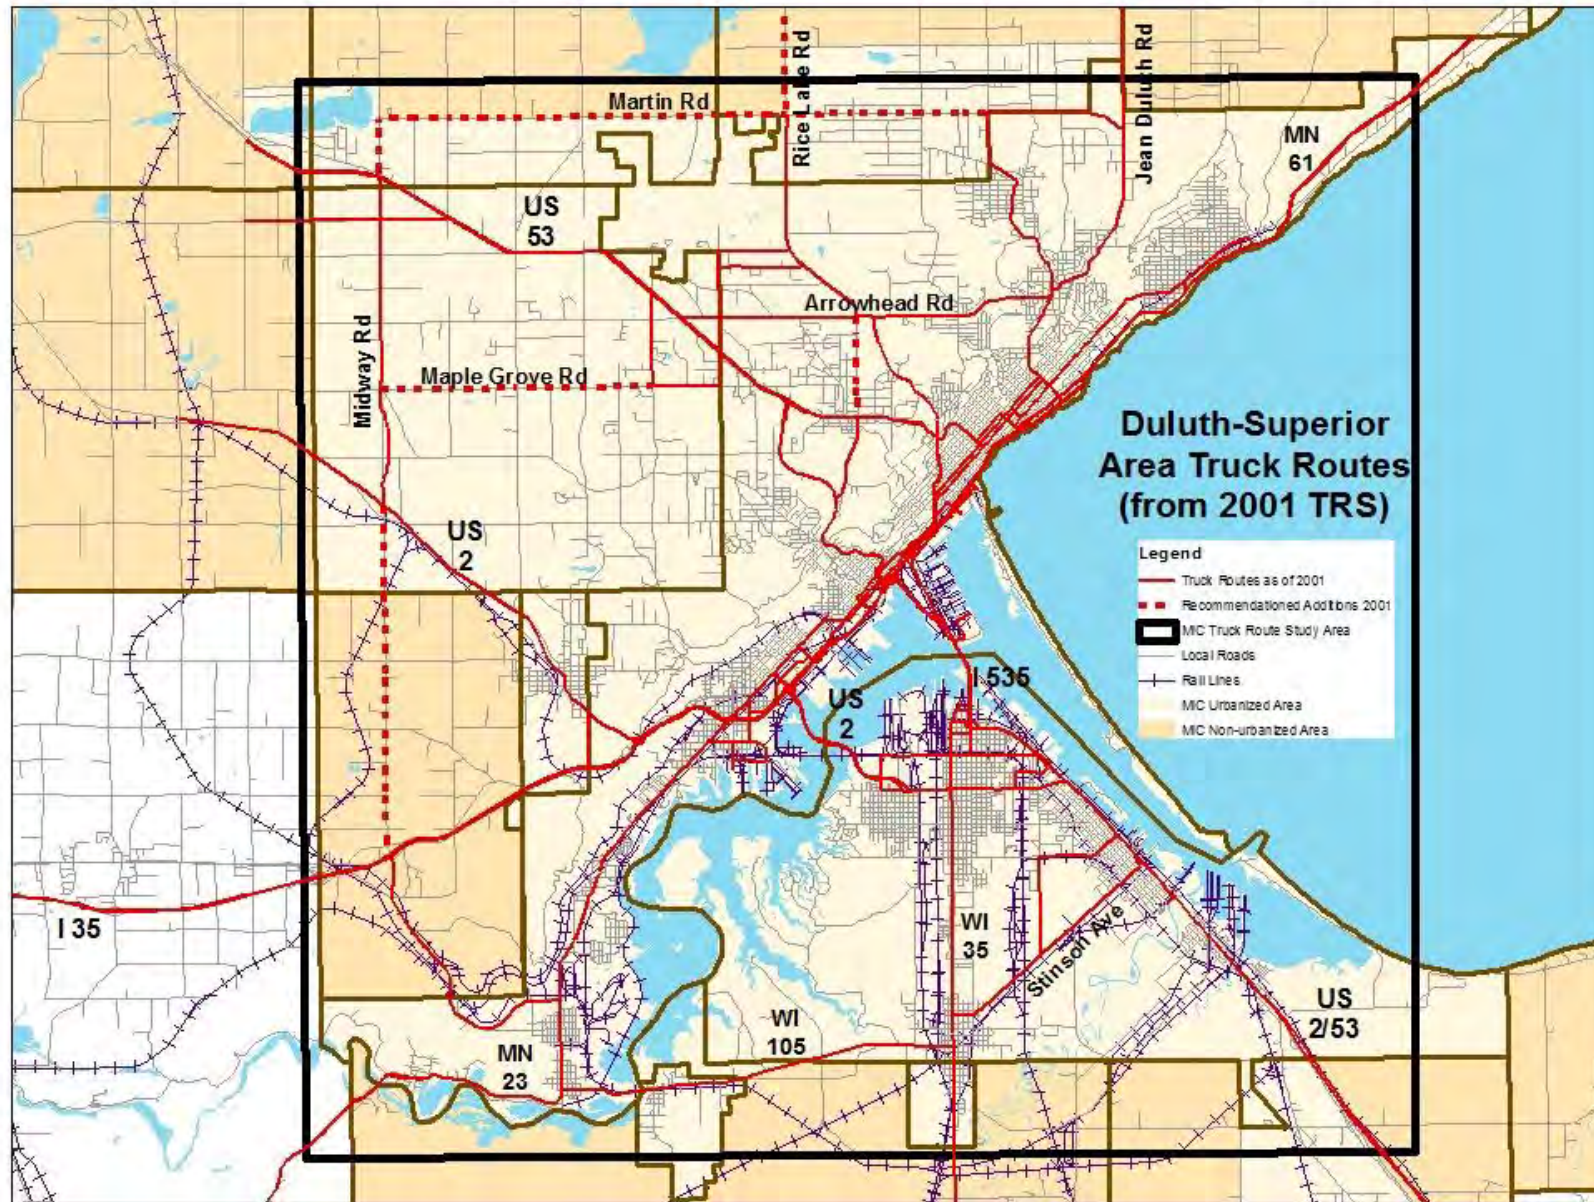 Rice Lake Rd
Jean Duluth Rd
Martin Rd
MN
61
US
53
Arrowhead Rd
Midway Rd
Maple Grove Rd
Duluth-Superior
Area Truck Routes
(from 2001 TRS)
US
2
Legend
Truck Routes as of 2001
Recommendationed Additions 2001
MIC Truck Route Study Area
Local Roads
Rail Lines
MIC Urbanized Area
MIC Non-urbanized Area
I 535
US
2
I 35
WI
35
Stinson Ave
US
2/53
WI
105
MN
23